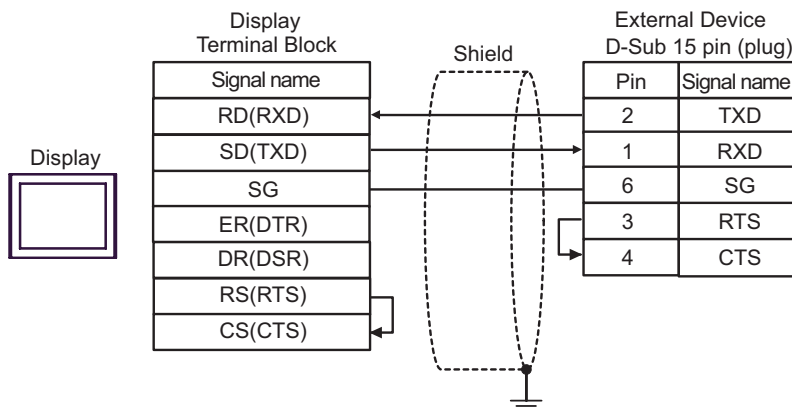 Display
Terminal Block
Shield
External Device
D-Sub 15 pin (plug)
Signal name
Pin Signal name
RD(RXD) 2 TXD
SD(TXD) 1 RXD
Display
SG 6 SG
ER(DTR) 3 RTS
DR(DSR) 4 CTS
RS(RTS)
CS(CTS)